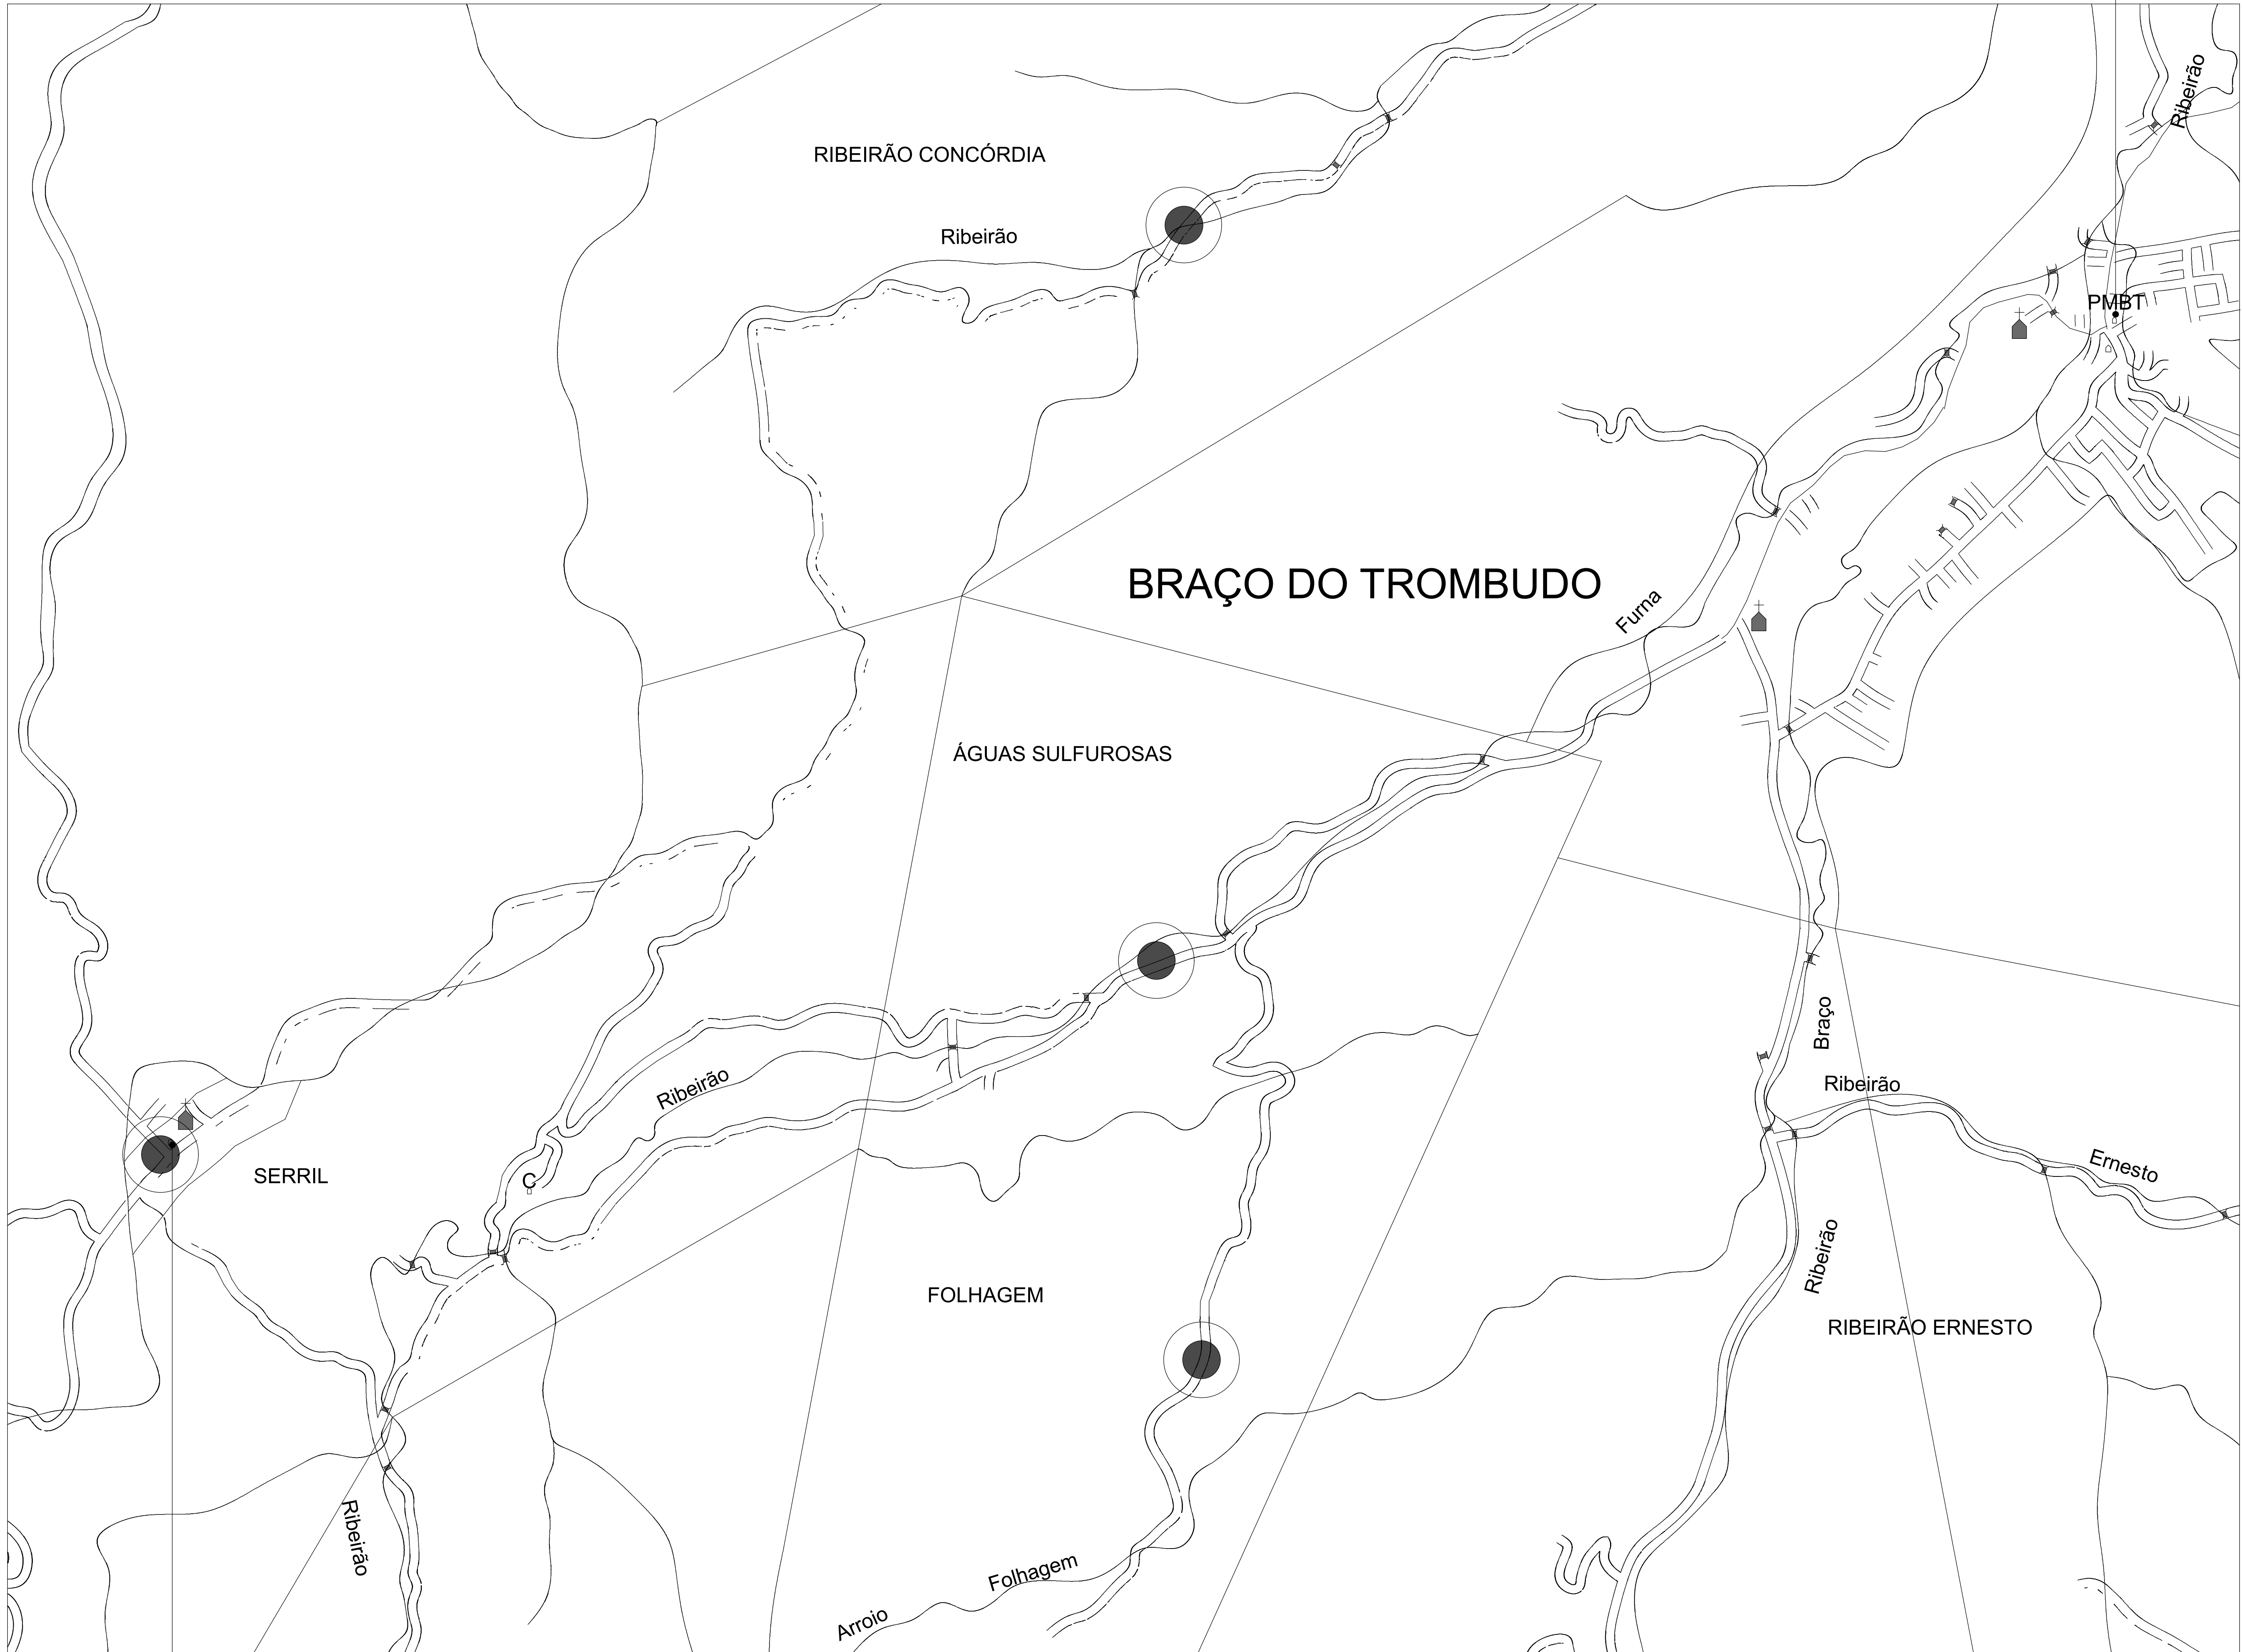 Ribeirão
RIBEIRÃO CONCÓRDIA
Ribeirão
PMBT
BRAÇO DO TROMBUDO
Furna
ÁGUAS SULFUROSAS
Braço
Ribeirão
Ribeirão
Ernesto
SERRIL
C
Ribeirão
FOLHAGEM
RIBEIRÃO ERNESTO
Ribeirão
Folhagem
Arroio